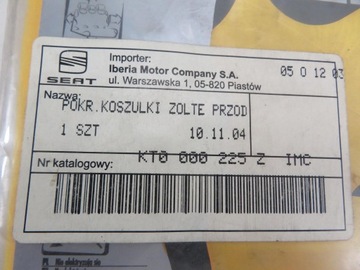 Importer:
Iberia Motor Company S.A.
ul. Warszawska 1, 05-820 Piastów
05 0 12 03
SEAT
Nazwa:
POKR.KOSZULKI ZOLTE PRZOD
1 SZT 10.11.04
Nr katalogowy: KT0 000 225 Z IMC